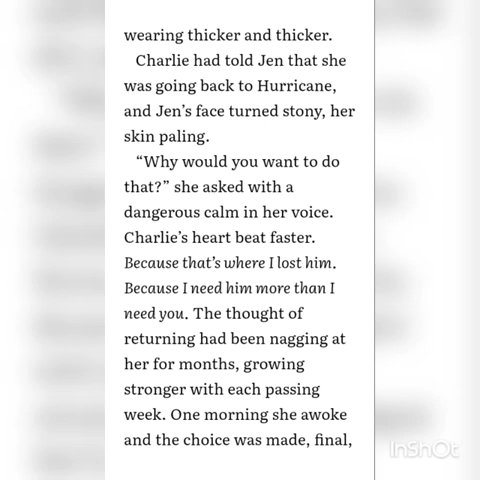 wearing thicker and thicker.
Charlie had told Jen that she
was going back to Hurricane,
and Jen’s face turned stony, her
skin paling.
“Why would you want to do
that?” she asked with a
dangerous calm in her voice.
Charlie’s heart beat faster.
Because that’s where I lost him.
Because I need him more than I
need you. The thought of
returning had been nagging at
her for months, growing
stronger with each passing
week. One morning she awoke
and the choice was made, final,
InShOt